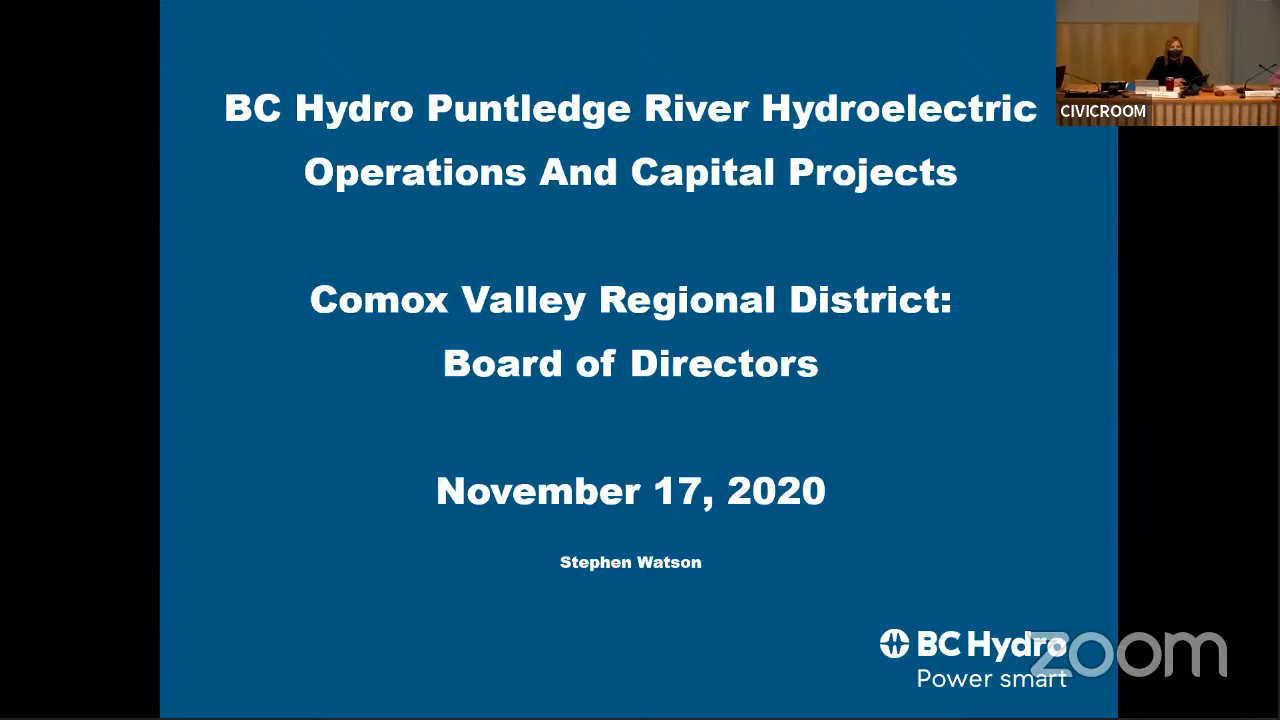 BC Hydro Puntledge River Hydroelectric
Operations And Capital Projects
Comox Valley Regional District:
Board of Directors
November 17, 2020
Stephen Watson
BC Hydro
Power smart
zoom
CIVICROOM